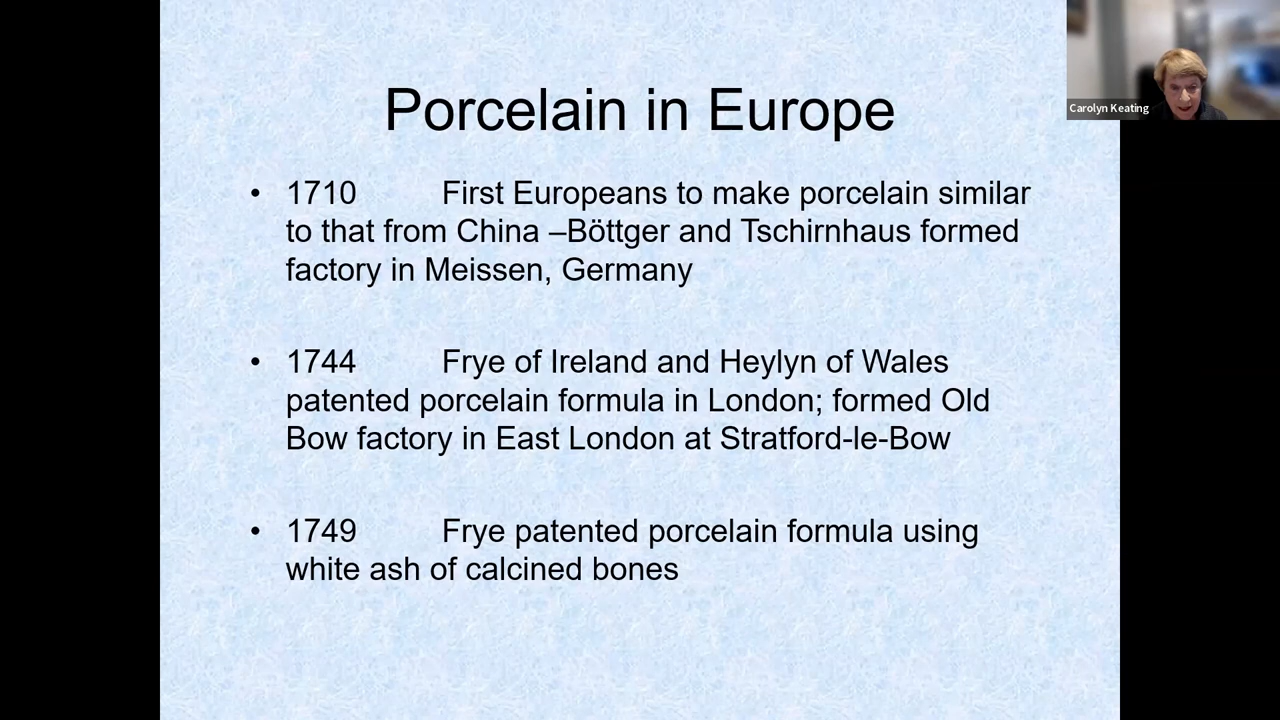 Porcelain in Europe
Carolyn Keating
• 1710 First Europeans to make porcelain similar
to that from China –Böttger and Tschirnhaus formed
factory in Meissen, Germany
• 1744 Frye of Ireland and Heylyn of Wales
patented porcelain formula in London; formed Old
Bow factory in East London at Stratford-le-Bow
• 1749 Frye patented porcelain formula using
white ash of calcined bones